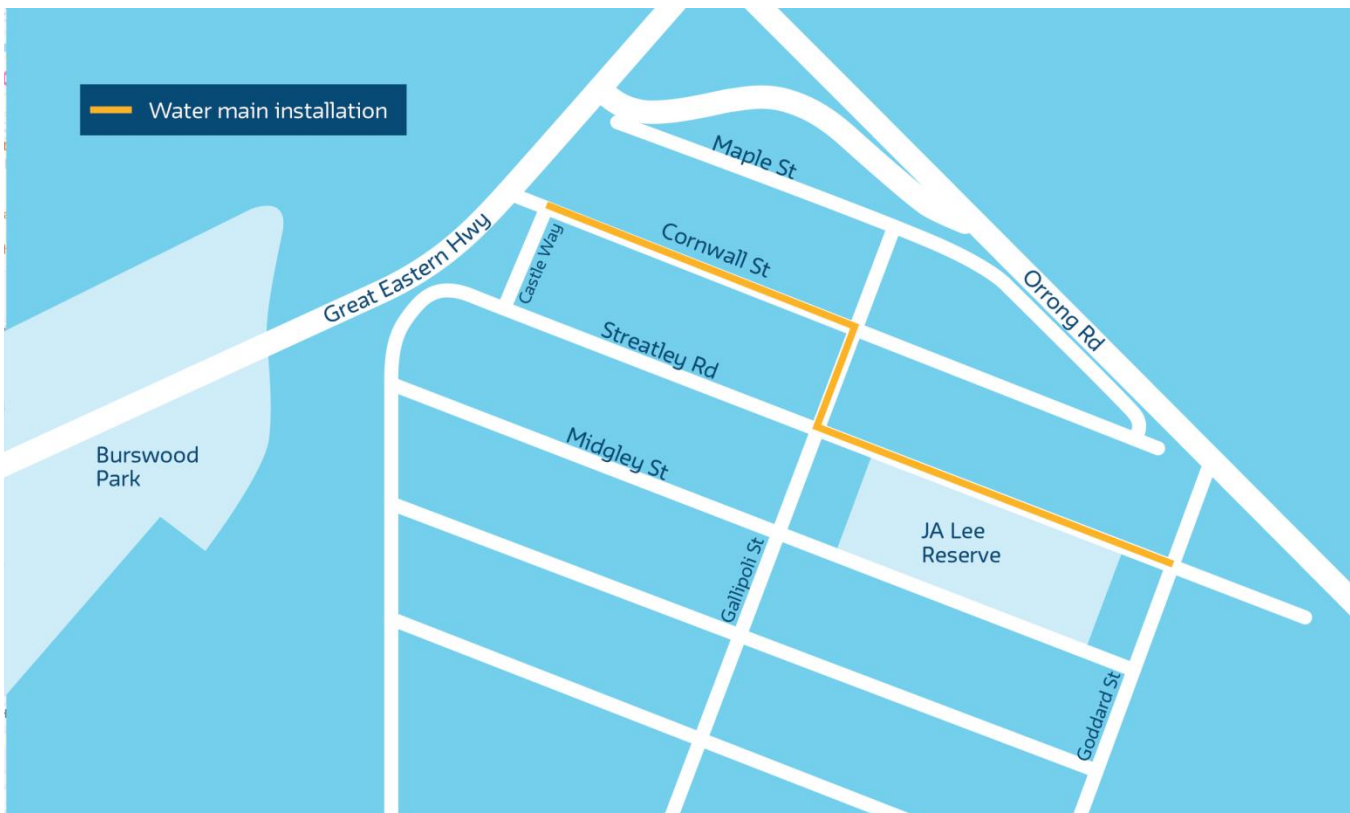 Water main installation
Maple St
Cornwall St
Great Eastern Hwy
Castle Way
Orrong Rd
Streatley Rd
Midgley St
Burswood
Park
JA Lee
Reserve
Gallipoli St
Goddard St